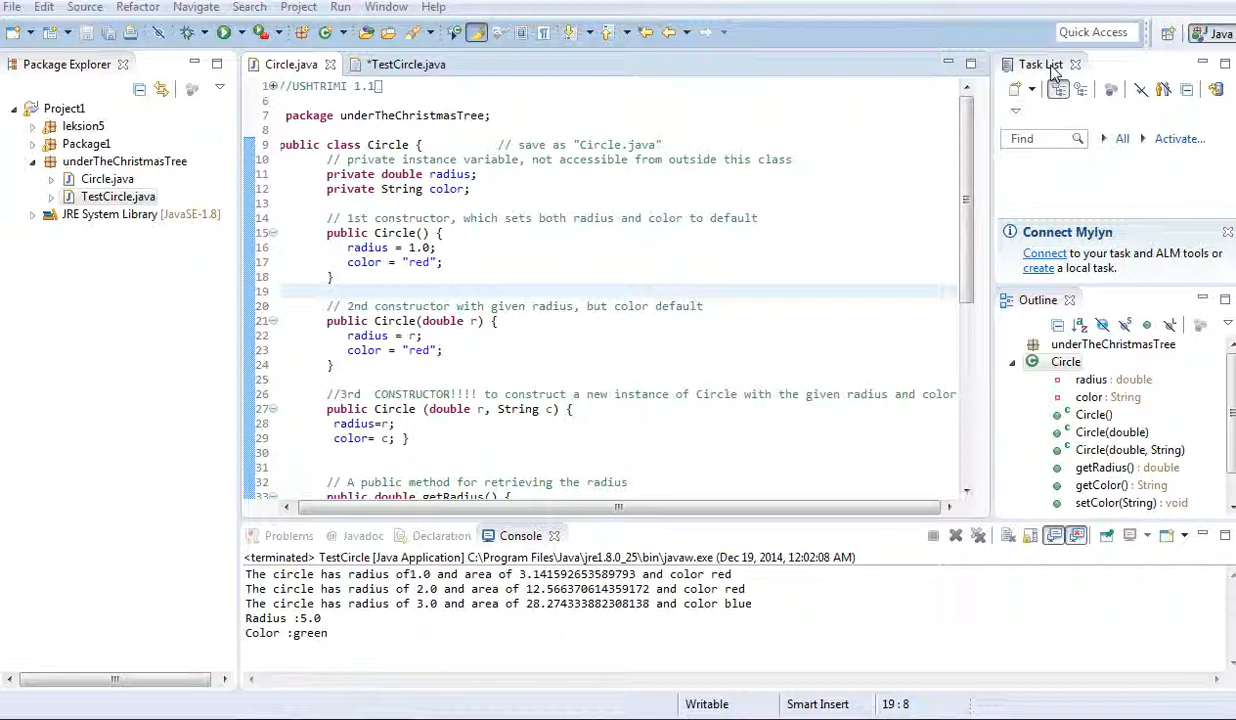 File Edit Source Refactor Navigate Search Project Run Window Help
Quick Access
Java
Package Explorer
Project1
leksion5
Package1
underTheChristmasTree
Circle.java
TestCircle.java
JRE System Library [JavaSE-1.8]
Circle.java
*TestCircle.java
1 //USHTRIMI 1.1
6
7 package underTheChristmasTree;
8
9 public class Circle { // save as "Circle.java"
10 // private instance variable, not accessible from outside this class
11 private double radius;
12 private String color;
13
14 // 1st constructor, which sets both radius and color to default
15 public Circle() {
16 radius = 1.0;
17 color = "red";
18 }
19
20 // 2nd constructor with given radius, but color default
21 public Circle(double r) {
22 radius = r;
23 color = "red";
24 }
25
26 //3rd  CONSTRUCTOR!!!! to construct a new instance of Circle with the given radius and color
27 public Circle (double r, String c) {
28 radius=r;
29 color= c; }
30
31
32 // A public method for retrieving the radius
33 public double getRadius() {
Task List
Find
All
Activate...
Connect Mylyn
Connect to your task and ALM tools or
create a local task.
Outline
underTheChristmasTree
Circle
radius : double
color : String
Circle()
Circle(double)
Circle(double, String)
getRadius() : double
getColor() : String
setColor(String) : void
Problems
Javadoc
Declaration
Console
<terminated> TestCircle [Java Application] C:\Program Files\Java\jre1.8.0_25\bin\javaw.exe (Dec 19, 2014, 12:02:08 AM)
The circle has radius of1.0 and area of 3.141592653589793 and color red
The circle has radius of 2.0 and area of 12.566370614359172 and color red
The circle has radius of 3.0 and area of 28.274333882308138 and color blue
Radius :5.0
Color :green
Writable
Smart Insert
19 : 8